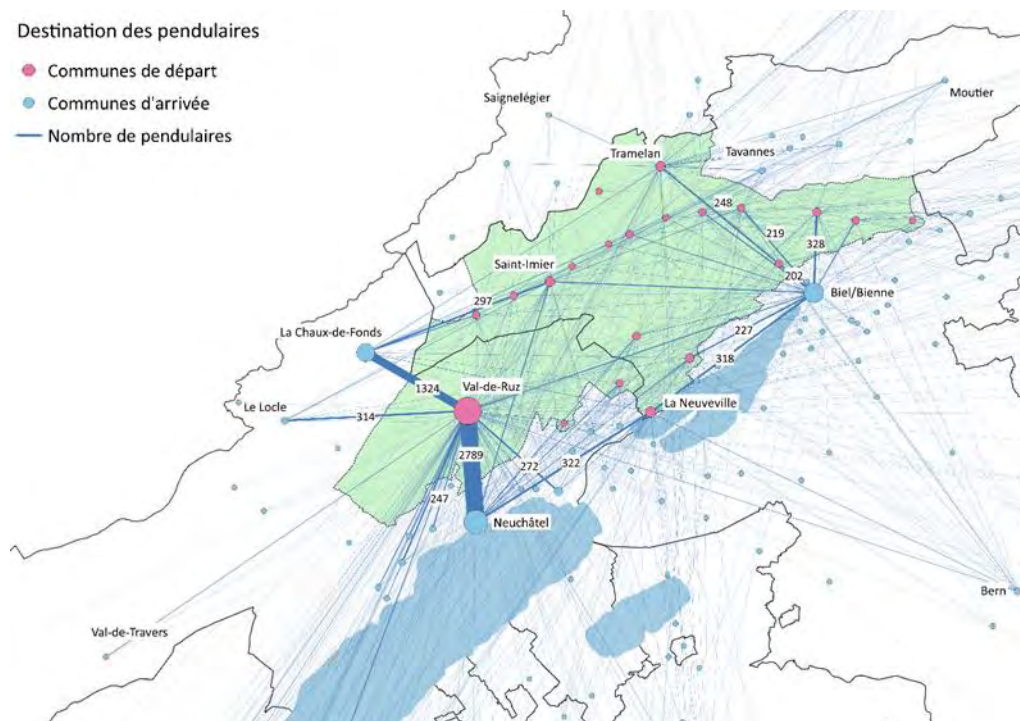 Destination des pendulaires
Communes de départ
Communes d'arrivée
Nombre de pendulaires
Saignelégier
Moutier
Tramelan
Tavannes
248
219
328
Saint-Imier
202
Biel/Bienne
297
La Chaux-de-Fonds
227
318
1324
Val-de-Ruz
Le Locle
314
La Neuveville
2789
272
322
247
Neuchâtel
Bern
Val-de-Travers